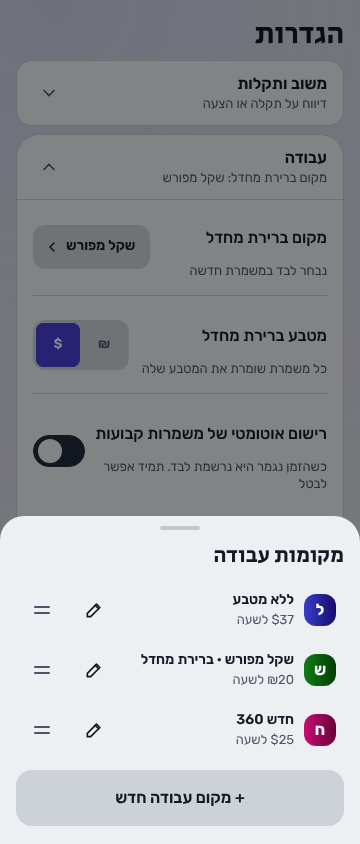 הגדרות
משוב ותקלות
דיווח על תקלה או הצעה
עבודה
מקום ברירת מחדל: שקל מפורש
מקום ברירת מחדל
שקל מפורש
נבחר לבד במשמרת חדשה
מטבע ברירת מחדל
₪
$
כל משמרת שומרת את המטבע שלה
רישום אוטומטי של משמרות קבועות
כשהזמן נגמר היא נרשמת לבד. תמיד אפשר
לבטל
מקומות עבודה
ל
ללא מטבע
$37 לשעה
ש
שקל מפורש • ברירת מחדל
₪20 לשעה
ח
חדש 360
$25 לשעה
+ מקום עבודה חדש